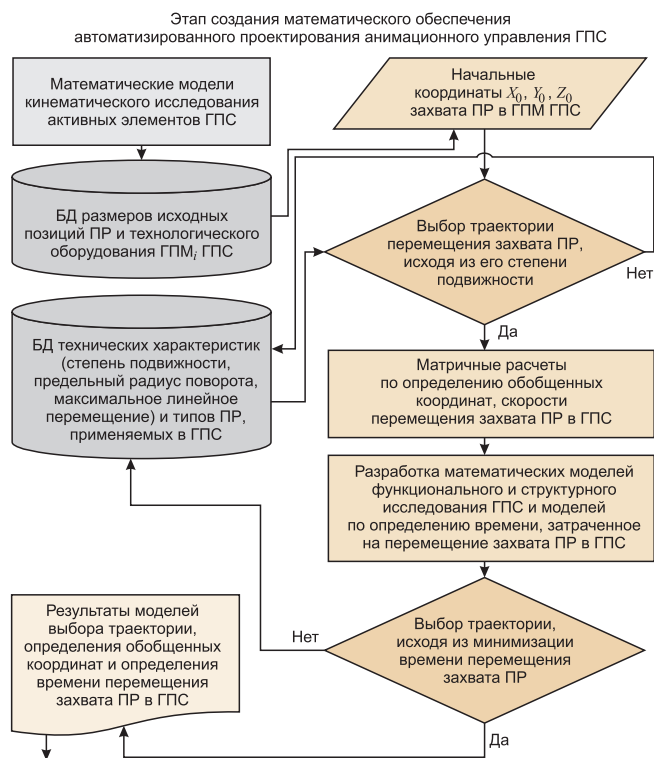 Этап создания математического обеспечения
автоматизированного проектирования анимационного управления ГПС
Математические модели
кинематического исследования
активных элементов ГПС
Начальные
координаты X₀, Y₀, Z₀
захвата ПР в ГПМ ГПС
БД размеров исходных
позиций ПР и технологического
оборудования ГПМᵢ ГПС
Выбор траектории
перемещения захвата ПР,
исходя из его степени
подвижности
Нет
Да
БД технических характеристик
(степень подвижности,
предельный радиус поворота,
максимальное линейное
перемещение) и типов ПР,
применяемых в ГПС
Матричные расчеты
по определению обобщенных
координат, скорости
перемещения захвата ПР в ГПС
Разработка математических моделей
функционального и структурного
исследования ГПС и моделей
по определению времени, затраченное
на перемещение захвата ПР в ГПС
Результаты моделей
выбора траектории,
определения обобщенных
координат и определения
времени перемещения
захвата ПР в ГПС
Нет
Выбор траектории,
исходя из минимизации
времени перемещения
захвата ПР
Да